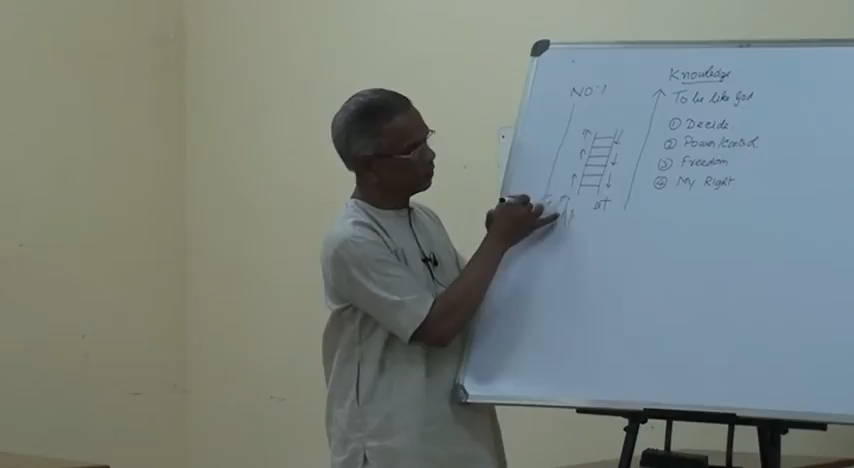 NO:1
Knowledge
To be like God
① Decide.
② Power/control.
③ Freedom
④ My Right